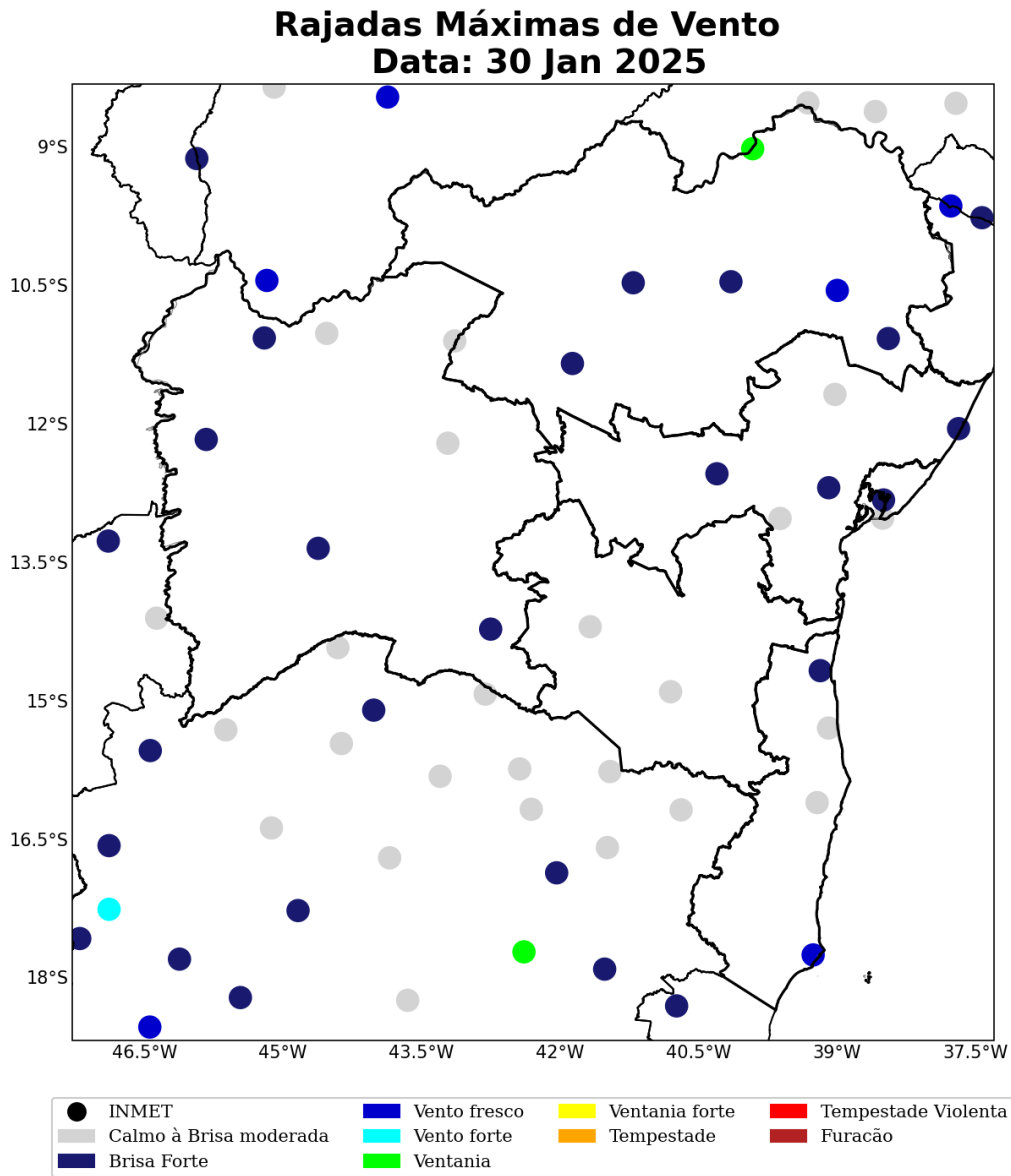 Rajadas Máximas de Vento
Data: 30 Jan 2025
9°S
10.5°S
12°S
13.5°S
15°S
16.5°S
18°S
46.5°W 45°W 43.5°W 42°W 40.5°W 39°W 37.5°W
INMET Vento fresco Ventania forte Tempestade Violenta
Calmo à Brisa moderada Vento forte Tempestade Furacão
Brisa Forte Ventania